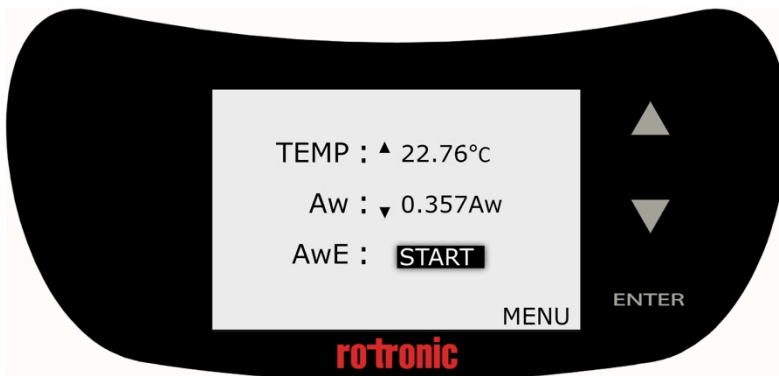 TEMP : ▲ 22.76°C
Aw : ▼ 0.357Aw
AwE : START
MENU
ENTER
rotronic